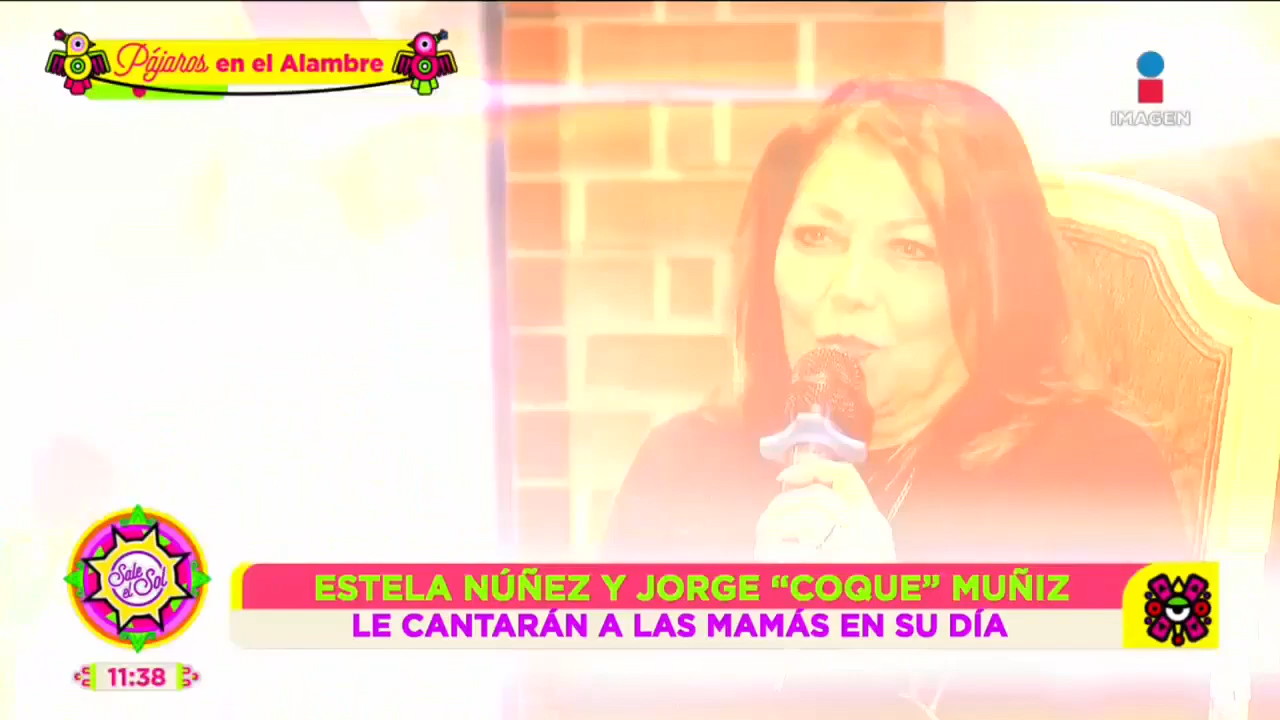 Pájaros en el Alambre
IMAGEN
Sale el Sol
ESTELA NÚÑEZ Y JORGE “COQUE” MUÑIZ
LE CANTARÁN A LAS MAMÁS EN SU DÍA
11:38